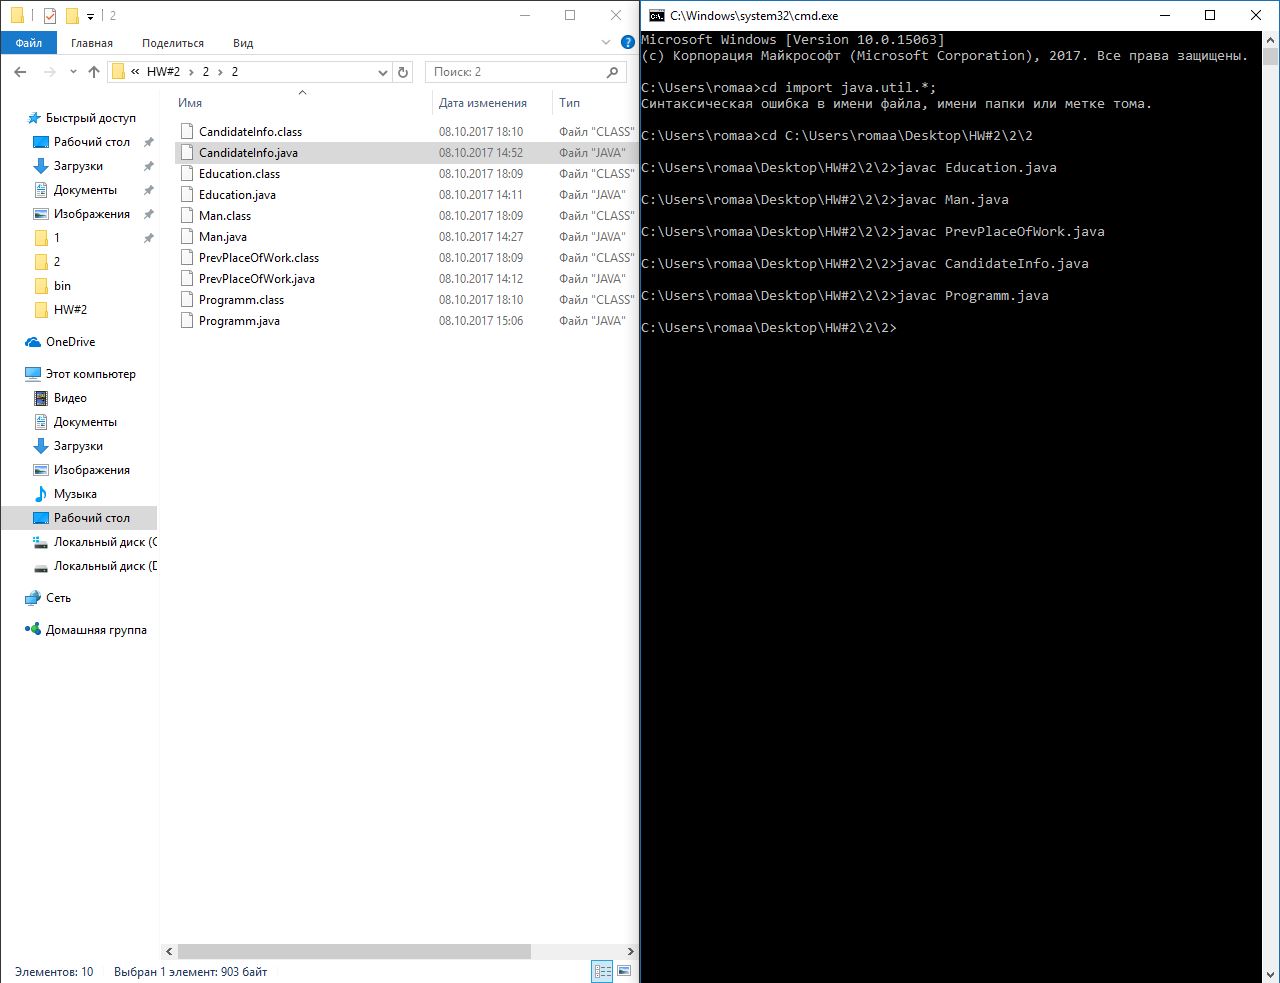 2
Файл Главная Поделиться Вид
« HW#2 › 2 › 2
Поиск: 2
Имя Дата изменения Тип
Быстрый доступ
Рабочий стол
Загрузки
Документы
Изображения
1
2
bin
HW#2
OneDrive
Этот компьютер
Видео
Документы
Загрузки
Изображения
Музыка
Рабочий стол
Локальный диск (C
Локальный диск (D
Сеть
Домашняя группа
CandidateInfo.class 08.10.2017 18:10 Файл "CLASS"
CandidateInfo.java 08.10.2017 14:52 Файл "JAVA"
Education.class 08.10.2017 18:09 Файл "CLASS"
Education.java 08.10.2017 14:11 Файл "JAVA"
Man.class 08.10.2017 18:09 Файл "CLASS"
Man.java 08.10.2017 14:27 Файл "JAVA"
PrevPlaceOfWork.class 08.10.2017 18:09 Файл "CLASS"
PrevPlaceOfWork.java 08.10.2017 14:12 Файл "JAVA"
Programm.class 08.10.2017 18:10 Файл "CLASS"
Programm.java 08.10.2017 15:06 Файл "JAVA"
Элементов: 10 Выбран 1 элемент: 903 байт
C:\Windows\system32\cmd.exe
Microsoft Windows [Version 10.0.15063]
(c) Корпорация Майкрософт (Microsoft Corporation), 2017. Все права защищены.
C:\Users\romaa>cd import java.util.*;
Синтаксическая ошибка в имени файла, имени папки или метке тома.
C:\Users\romaa>cd C:\Users\romaa\Desktop\HW#2\2\2
C:\Users\romaa\Desktop\HW#2\2\2>javac Education.java
C:\Users\romaa\Desktop\HW#2\2\2>javac Man.java
C:\Users\romaa\Desktop\HW#2\2\2>javac PrevPlaceOfWork.java
C:\Users\romaa\Desktop\HW#2\2\2>javac CandidateInfo.java
C:\Users\romaa\Desktop\HW#2\2\2>javac Programm.java
C:\Users\romaa\Desktop\HW#2\2\2>